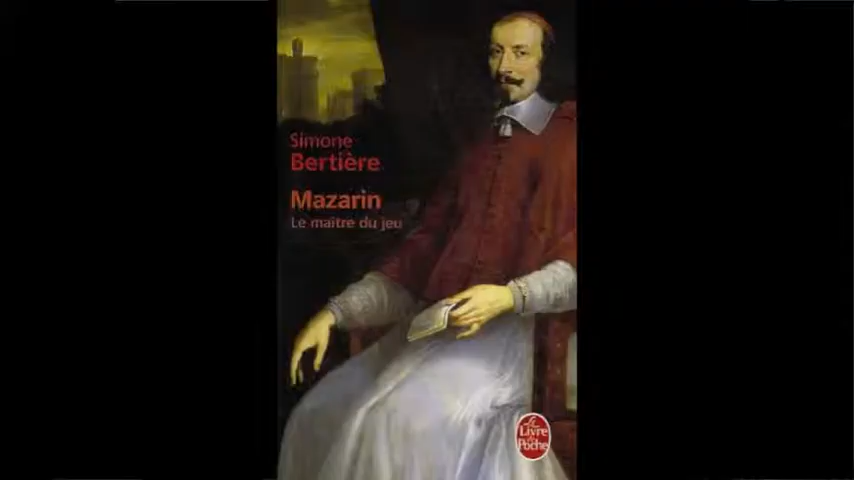 Simone
Bertière
Mazarin
Le maître du jeu
Le
Livre
de
Poche